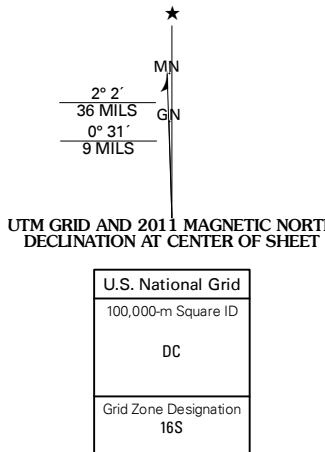 ★
MN
2° 2´
36 MILS
GN
0° 31´
9 MILS
UTM GRID AND 2011 MAGNETIC NORT
DECLINATION AT CENTER OF SHEET
U.S. National Grid
100,000-m Square ID
DC
Grid Zone Designation
16S